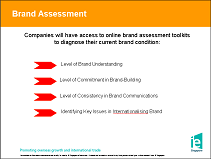 Brand Assessment
Companies will have access to online brand assessment toolkits
to diagnose their current brand condition:
Level of Brand Understanding
Level of Commitment in Brand-Building
Level of Consistency in Brand Communications
Identifying Key Issues in Internationalising Brand
Promoting overseas growth and international trade
ie